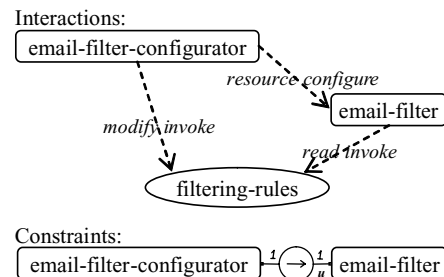 Interactions:
email-filter-configurator
resource configure
email-filter
modify invoke
read invoke
filtering-rules
Constraints:
email-filter-configurator 1 → 1 email-filter
u